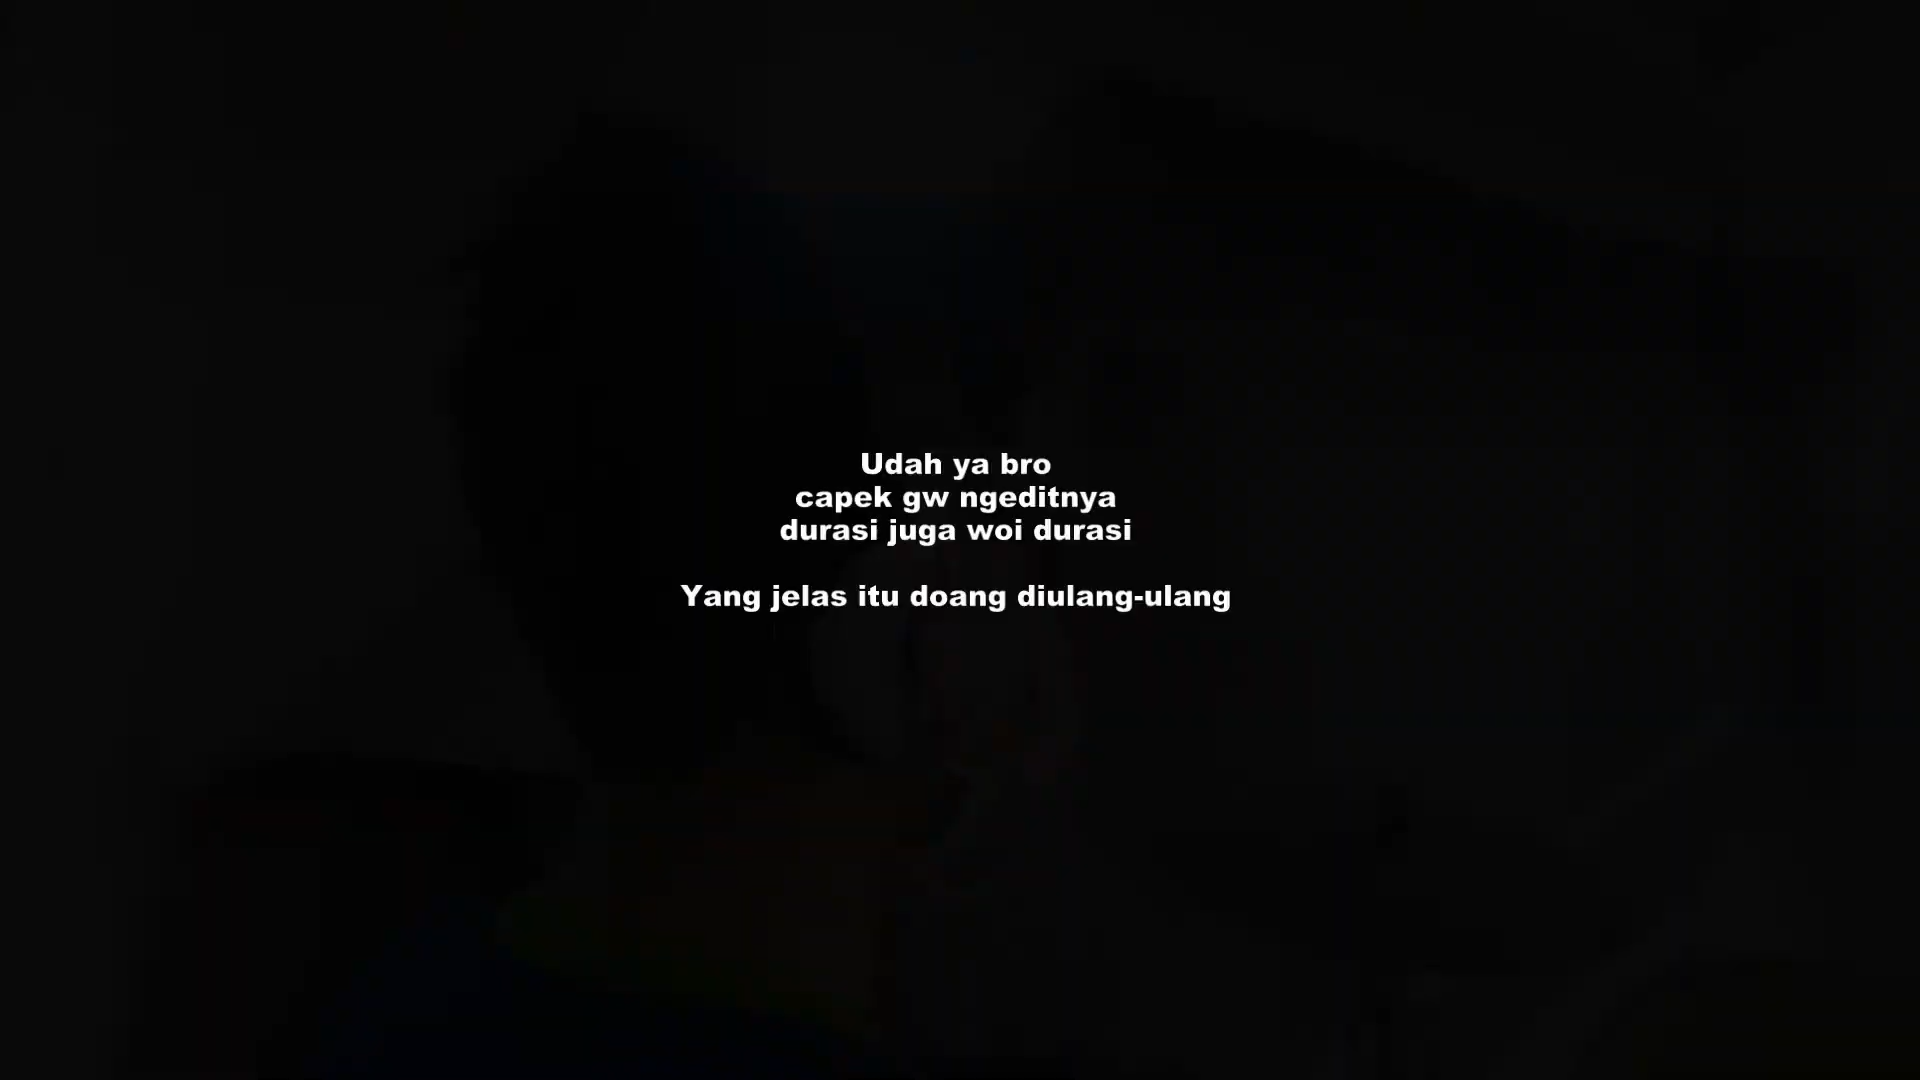 Udah ya bro
capek gw ngeditnya
durasi juga woi durasi
Yang jelas itu doang diulang-ulang